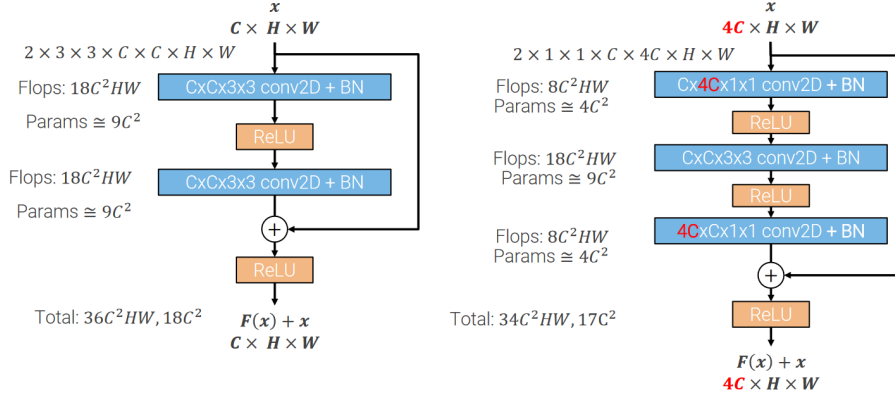 x
C × H × W
2 × 3 × 3 × C × C × H × W
Flops: 18C²HW
CxCx3x3 conv2D + BN
Params ≅ 9C²
ReLU
Flops: 18C²HW
CxCx3x3 conv2D + BN
Params ≅ 9C²
+
ReLU
Total: 36C²HW, 18C²
F(x) + x
C × H × W
x
4C × H × W
2 × 1 × 1 × C × 4C × H × W
Flops: 8C²HW
Cx4Cx1x1 conv2D + BN
Params ≅ 4C²
ReLU
Flops: 18C²HW
CxCx3x3 conv2D + BN
Params ≅ 9C²
ReLU
4CxCx1x1 conv2D + BN
Flops: 8C²HW
Params ≅ 4C²
+
ReLU
Total: 34C²HW, 17C²
F(x) + x
4C × H × W